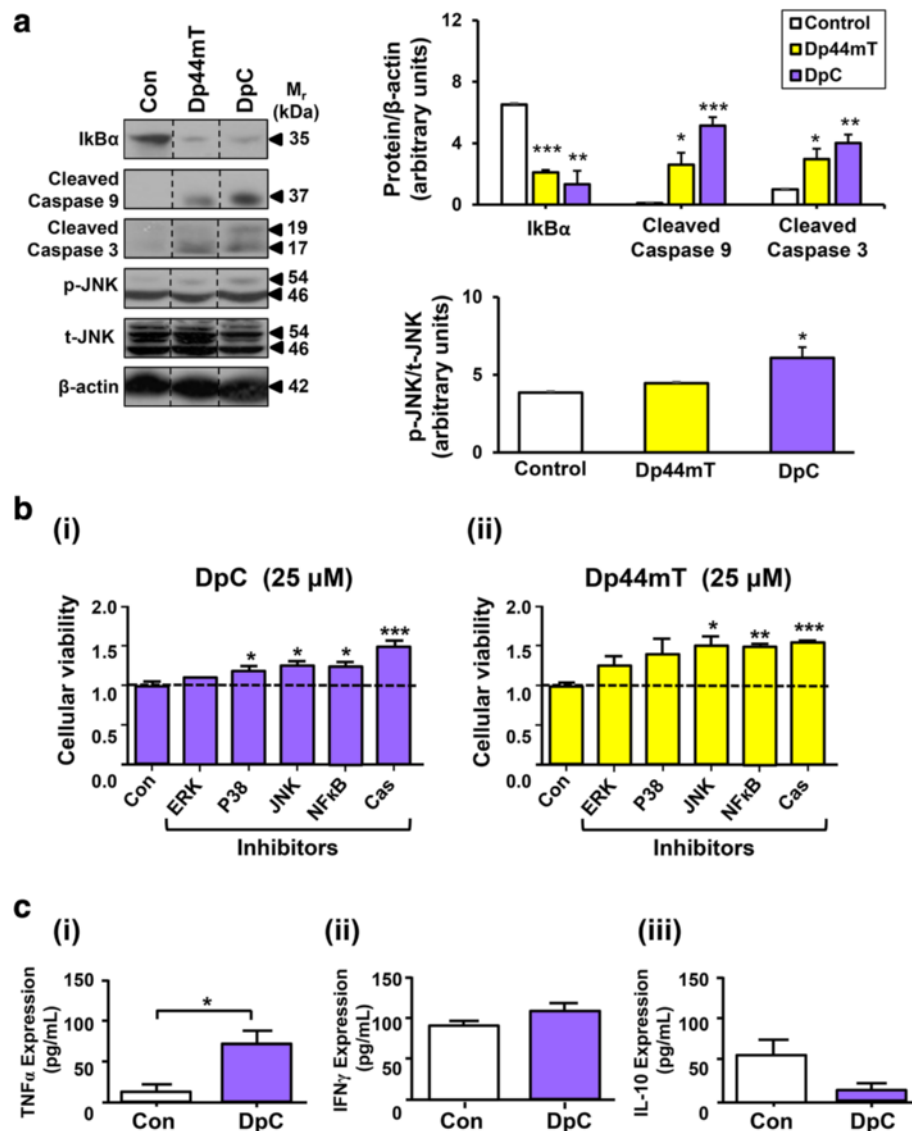 a
Con
Dp44mT
DpC
Mr
(kDa)
IkBα
35
Cleaved
Caspase 9
37
Cleaved
Caspase 3
19
17
p-JNK
54
46
t-JNK
54
46
β-actin
42
Protein/β-actin
(arbitrary units)
12
8
4
0
Control
Dp44mT
DpC
***
**
*
***
*
**
IkBα
Cleaved
Caspase 9
Cleaved
Caspase 3
p-JNK/t-JNK
(arbitrary units)
10
5
0
*
Control
Dp44mT
DpC
b
(i)
DpC (25 μM)
Cellular viability
2.0
1.5
1.0
0.5
0.0
*
*
*
***
Con
ERK
P38
JNK
NFκB
Cas
Inhibitors
(ii)
Dp44mT (25 μM)
Cellular viability
2.0
1.5
1.0
0.5
0.0
*
**
***
Con
ERK
P38
JNK
NFκB
Cas
Inhibitors
c
(i)
TNFα Expression
(pg/mL)
150
100
50
0
*
Con
DpC
(ii)
IFNγ Expression
(pg/mL)
150
100
50
0
Con
DpC
(iii)
IL-10 Expression
(pg/mL)
150
100
50
0
Con
DpC